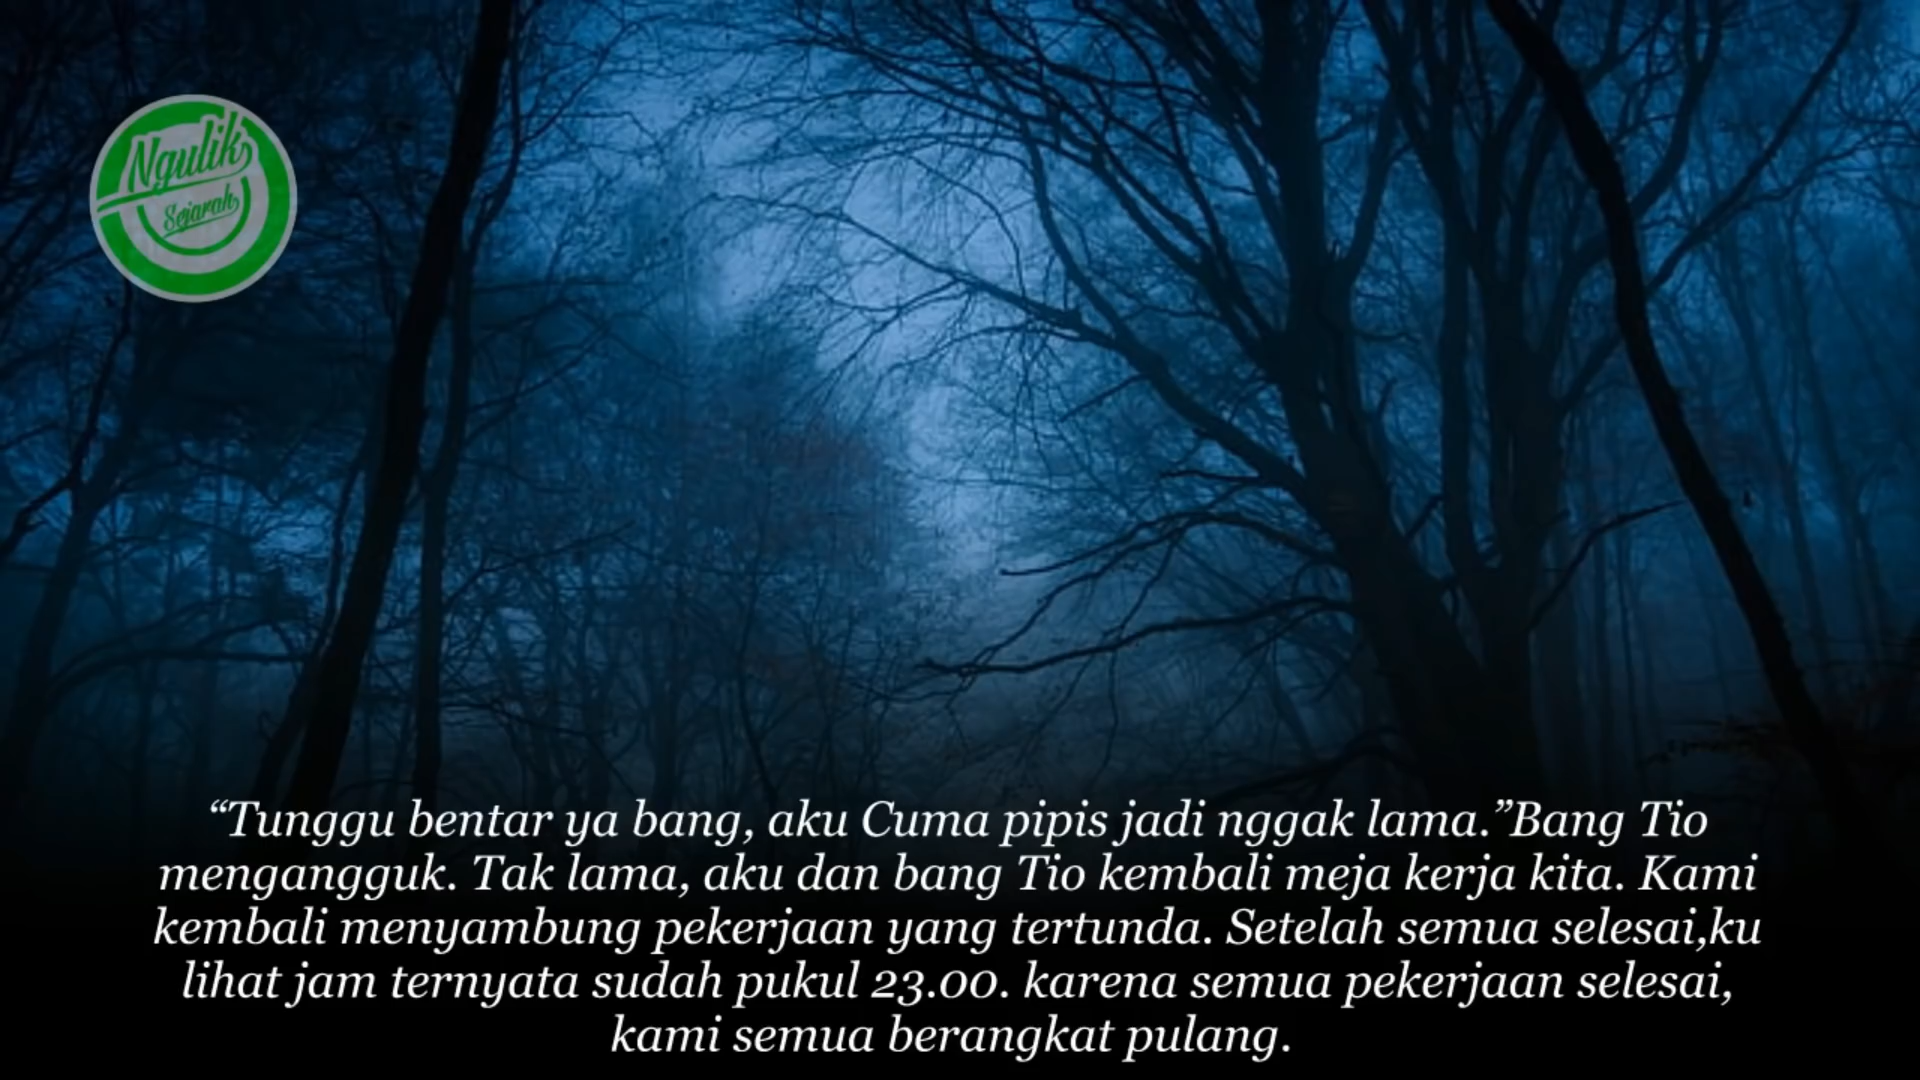 Ngulik
Sejarah
“Tunggu bentar ya bang, aku Cuma pipis jadi nggak lama.”Bang Tio
mengangguk. Tak lama, aku dan bang Tio kembali meja kerja kita. Kami
kembali menyambung pekerjaan yang tertunda. Setelah semua selesai,ku
lihat jam ternyata sudah pukul 23.00. karena semua pekerjaan selesai,
kami semua berangkat pulang.